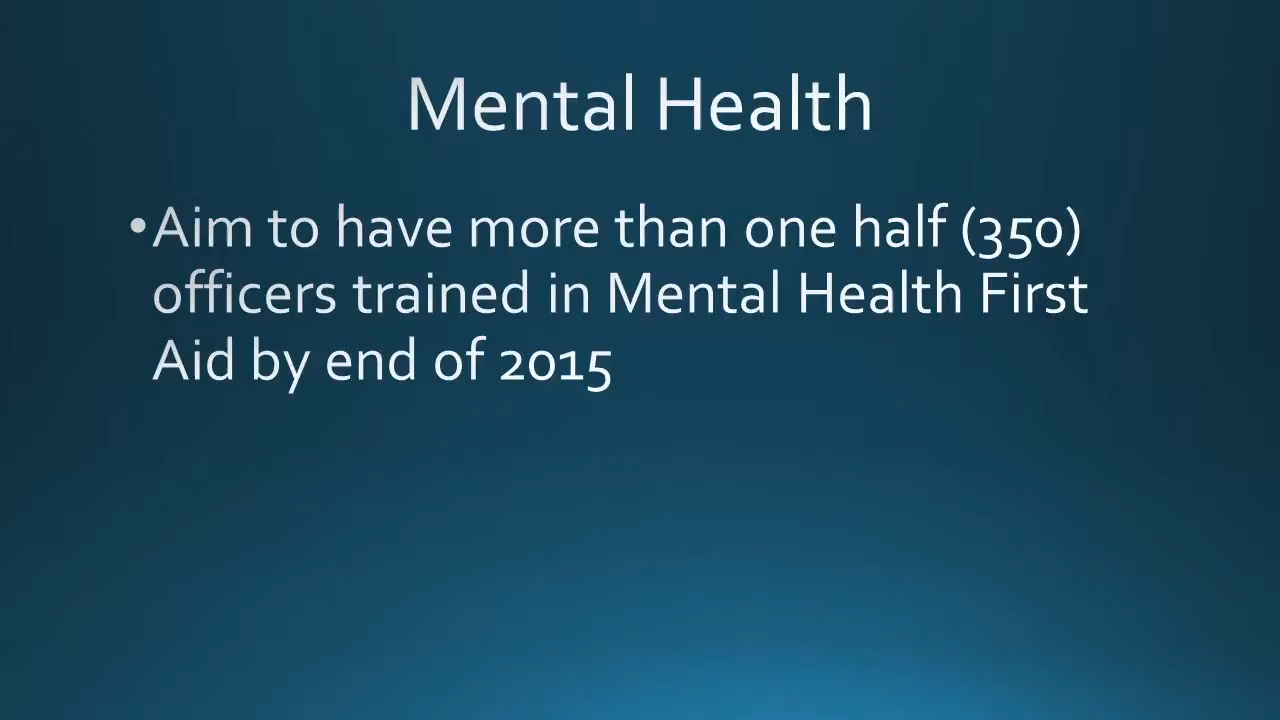 Mental Health
•Aim to have more than one half (350)
officers trained in Mental Health First
Aid by end of 2015